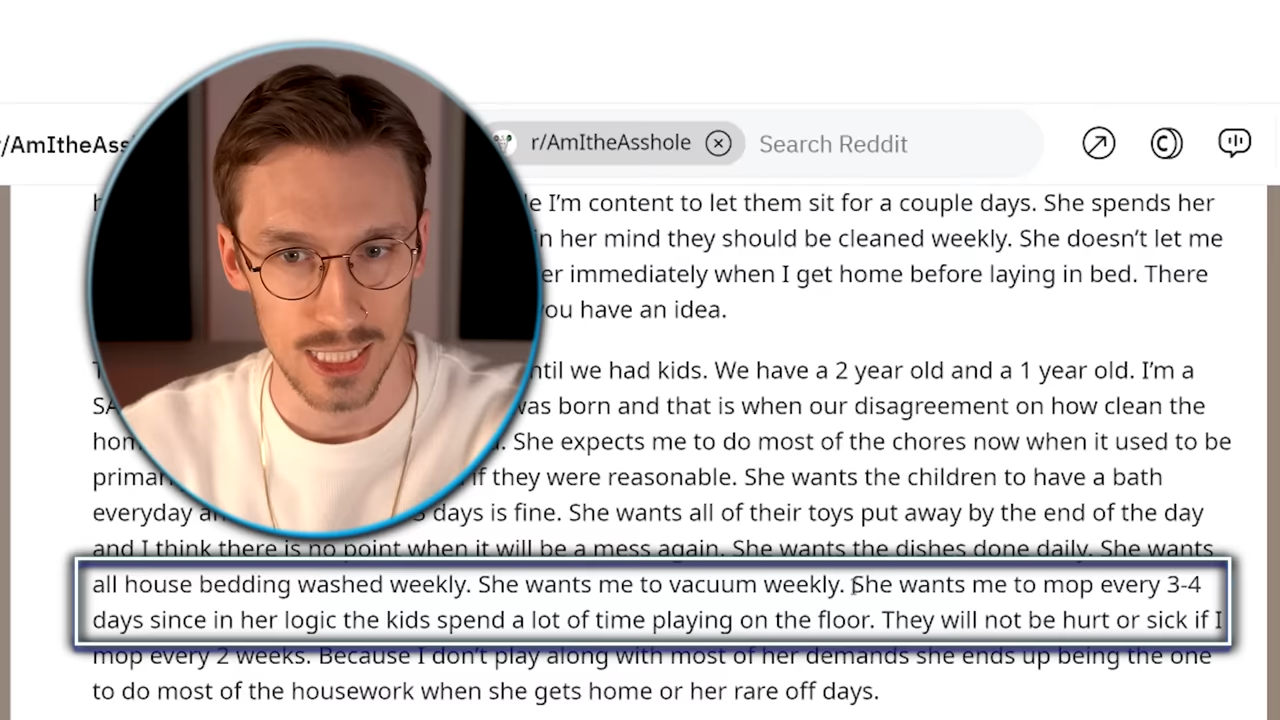 r/AmItheAss
r/AmItheAsshole
Search Reddit
I'm content to let them sit for a couple days. She spends her
in her mind they should be cleaned weekly. She doesn't let me
immediately when I get home before laying in bed. There
you have an idea.
until we had kids. We have a 2 year old and a 1 year old. I'm a
was born and that is when our disagreement on how clean the
She expects me to do most of the chores now when it used to be
if they were reasonable. She wants the children to have a bath
everyday days is fine. She wants all of their toys put away by the end of the day
and I think there is no point when it will be a mess again. She wants the dishes done daily. She wants
all house bedding washed weekly. She wants me to vacuum weekly. She wants me to mop every 3-4
days since in her logic the kids spend a lot of time playing on the floor. They will not be hurt or sick if I
mop every 2 weeks. Because I don't play along with most of her demands she ends up being the one
to do most of the housework when she gets home or her rare off days.